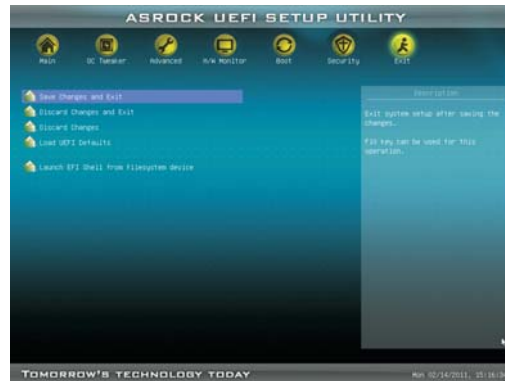 ASROCK UEFI SETUP UTILITY
Main OC Tweaker Advanced H/W Monitor Boot Security Exit
Save Changes and Exit
Discard Changes and Exit
Discard Changes
Load UEFI Defaults
Launch EFI Shell from filesystem device
Description
Exit system setup after saving the
changes.
F10 key can be used for this
operation.
TOMORROW'S TECHNOLOGY TODAY
Mon 02/14/2011.